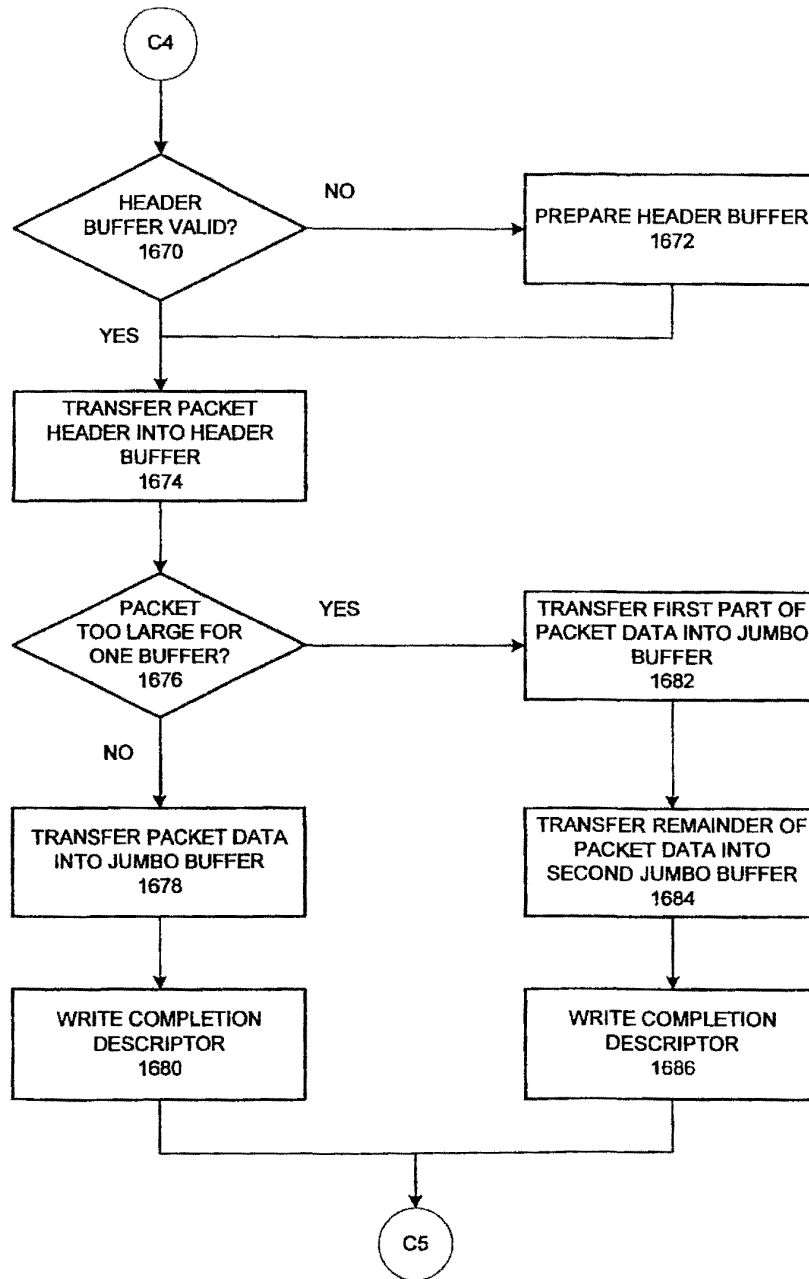 C4
HEADER
BUFFER VALID?
1670
NO
PREPARE HEADER BUFFER
1672
YES
TRANSFER PACKET
HEADER INTO HEADER
BUFFER
1674
PACKET
TOO LARGE FOR
ONE BUFFER?
1676
YES
TRANSFER FIRST PART OF
PACKET DATA INTO JUMBO
BUFFER
1682
NO
TRANSFER PACKET DATA
INTO JUMBO BUFFER
1678
TRANSFER REMAINDER OF
PACKET DATA INTO
SECOND JUMBO BUFFER
1684
WRITE COMPLETION
DESCRIPTOR
1680
WRITE COMPLETION
DESCRIPTOR
1686
C5